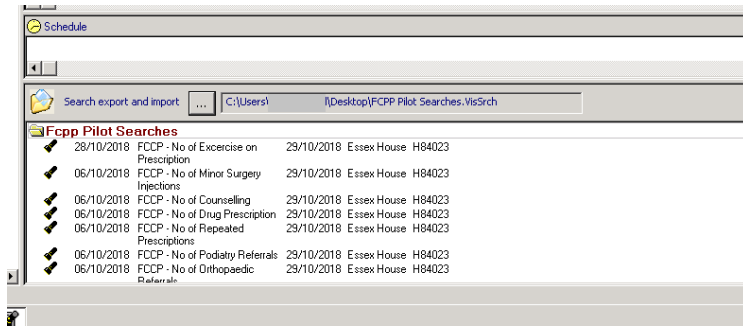 Schedule
Search export and import ... C:\Users\ l\Desktop\FCPP Pilot Searches.VisSrch
Fcpp Pilot Searches
28/10/2018 FCCP - No of Excercise on 29/10/2018 Essex House H84023
Prescription
06/10/2018 FCCP - No of Minor Surgery 29/10/2018 Essex House H84023
Injections
06/10/2018 FCCP - No of Counselling 29/10/2018 Essex House H84023
06/10/2018 FCCP - No of Drug Prescription 29/10/2018 Essex House H84023
06/10/2018 FCCP - No of Repeated 29/10/2018 Essex House H84023
Prescriptions
06/10/2018 FCCP - No of Podiatry Referrals 29/10/2018 Essex House H84023
06/10/2018 FCCP - No of Orthopaedic 29/10/2018 Essex House H84023
Referrals